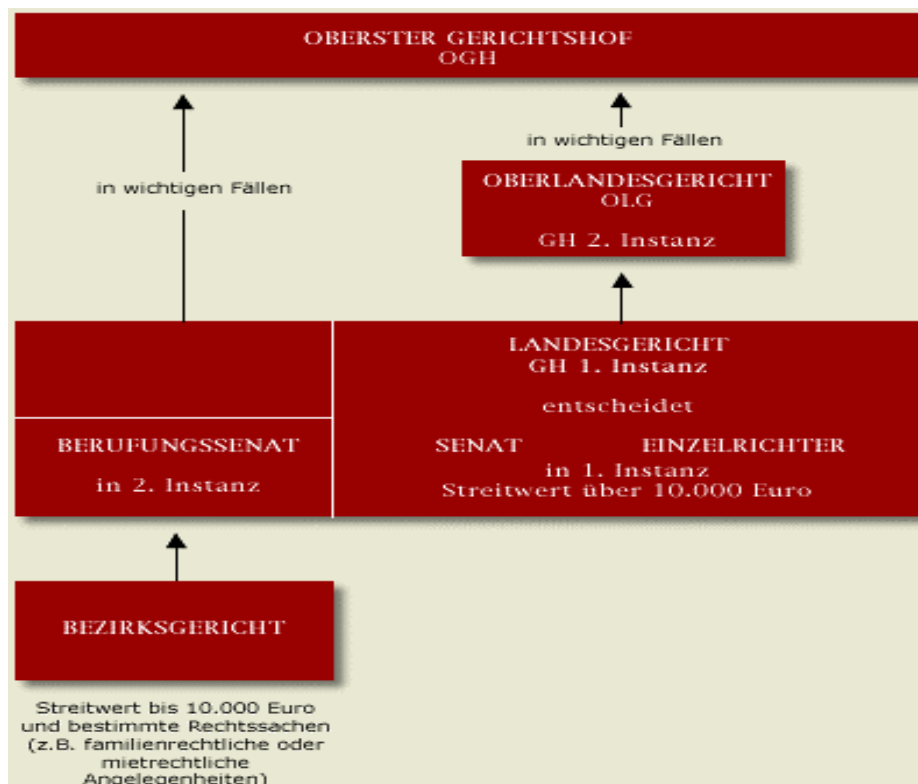 OBERSTER GERICHTSHOF
OGH
in wichtigen Fällen
in wichtigen Fällen
OBERLANDESGERICHT
OLG
GH 2. Instanz
LANDESGERICHT
GH 1. Instanz
entscheidet
BERUFUNGSSENAT
in 2. Instanz
SENAT EINZELRICHTER
in 1. Instanz
Streitwert über 10.000 Euro
BEZIRKSGERICHT
Streitwert bis 10.000 Euro
und bestimmte Rechtssachen
(z.B. familienrechtliche oder
mietrechtliche
Angelegenheiten)